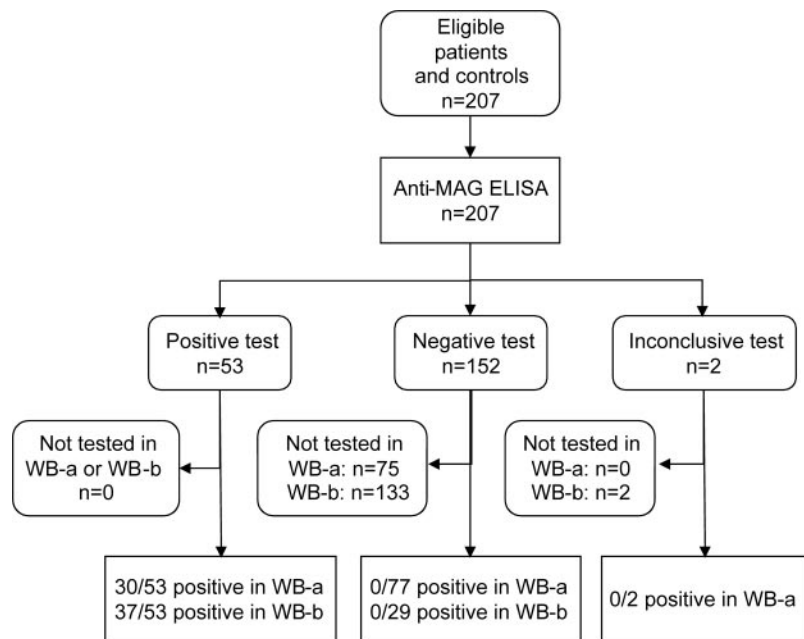 Eligible
patients
and controls
n=207
Anti-MAG ELISA
n=207
Positive test
n=53
Negative test
n=152
Inconclusive test
n=2
Not tested in
WB-a or WB-b
n=0
Not tested in
WB-a: n=75
WB-b: n=133
Not tested in
WB-a: n=0
WB-b: n=2
30/53 positive in WB-a
37/53 positive in WB-b
0/77 positive in WB-a
0/29 positive in WB-b
0/2 positive in WB-a